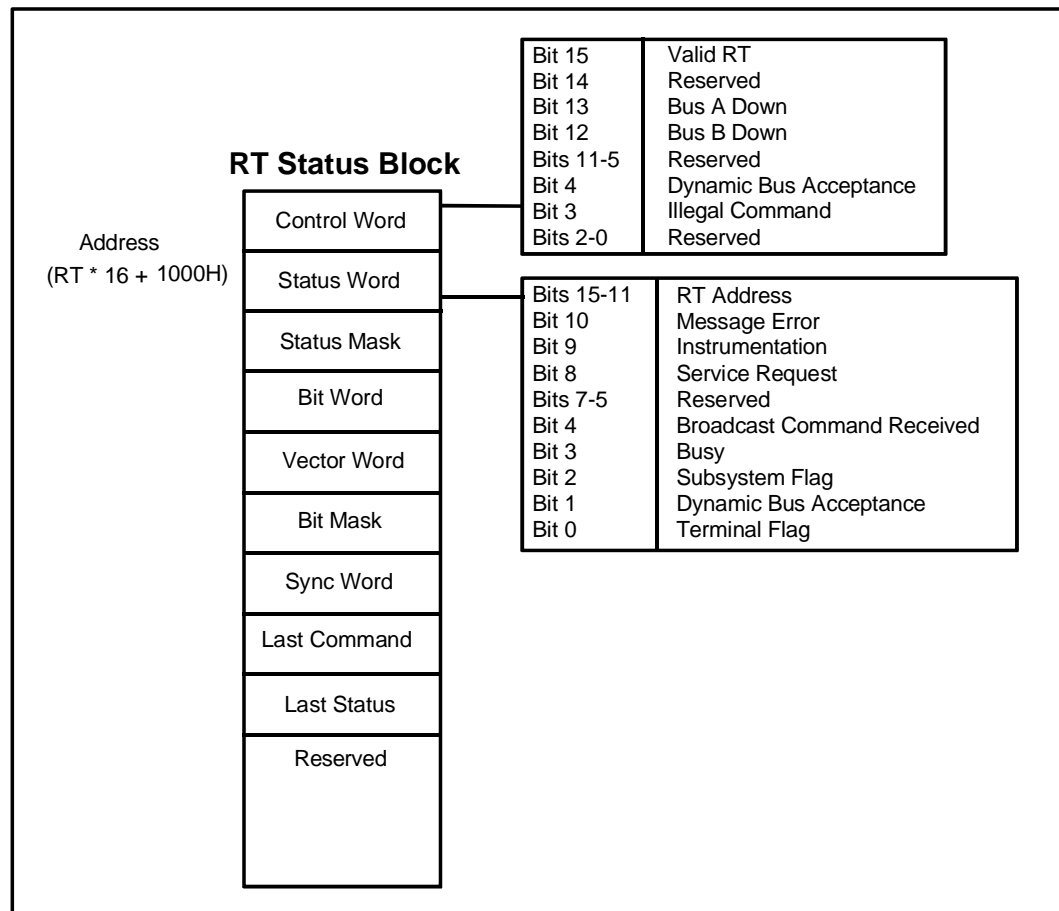 Bit 15 Valid RT
Bit 14 Reserved
Bit 13 Bus A Down
Bit 12 Bus B Down
Bits 11-5 Reserved
Bit 4 Dynamic Bus Acceptance
Bit 3 Illegal Command
Bits 2-0 Reserved
RT Status Block
Address
(RT * 16 + 1000H)
Control Word
Status Word
Status Mask
Bit Word
Vector Word
Bit Mask
Sync Word
Last Command
Last Status
Reserved
Bits 15-11 RT Address
Bit 10 Message Error
Bit 9 Instrumentation
Bit 8 Service Request
Bits 7-5 Reserved
Bit 4 Broadcast Command Received
Bit 3 Busy
Bit 2 Subsystem Flag
Bit 1 Dynamic Bus Acceptance
Bit 0 Terminal Flag